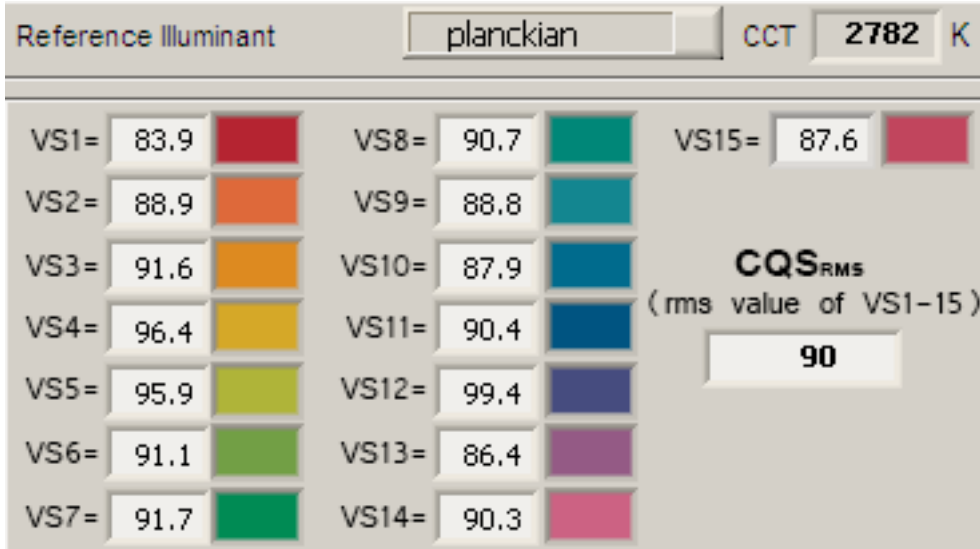 Reference Illuminant planckian CCT 2782 K
VS1= 83.9 VS8= 90.7 VS15= 87.6
VS2= 88.9 VS9= 88.8
VS3= 91.6 VS10= 87.9 CQSRMS
(rms value of VS1-15)
VS4= 96.4 VS11= 90.4
90
VS5= 95.9 VS12= 99.4
VS6= 91.1 VS13= 86.4
VS7= 91.7 VS14= 90.3